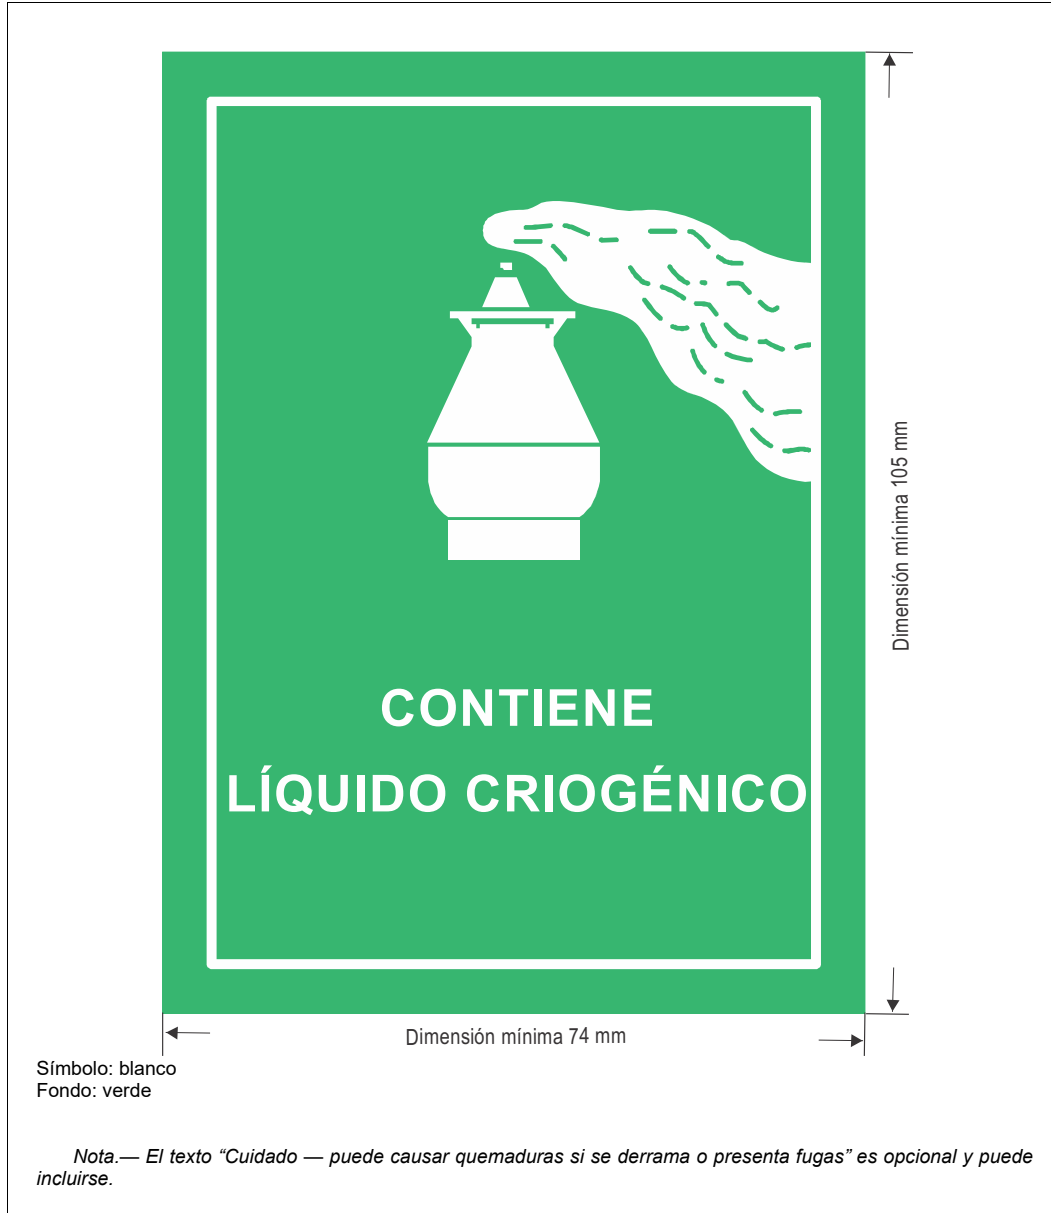 CONTIENE
LÍQUIDO CRIOGÉNICO
Dimensión mínima 105 mm
Dimensión mínima 74 mm
Símbolo: blanco
Fondo: verde
Nota.— El texto “Cuidado — puede causar quemaduras si se derrama o presenta fugas” es opcional y puede
incluirse.